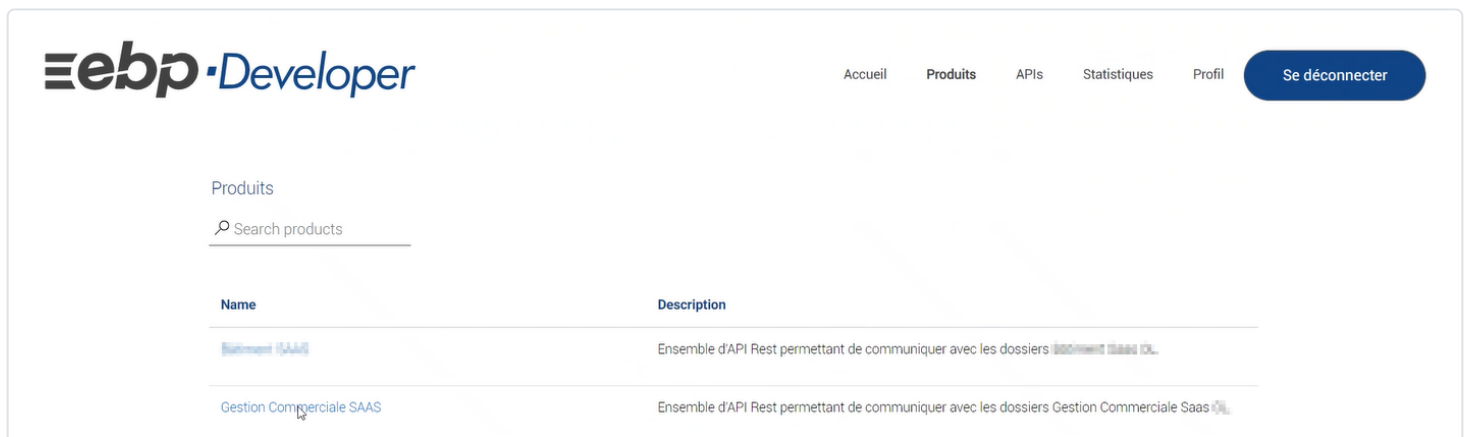 ebp Developer
Accueil Produits APIs Statistiques Profil Se déconnecter
Produits
Search products
Name Description
Ensemble d'API Rest permettant de communiquer avec les dossiers
Gestion Commerciale SAAS Ensemble d'API Rest permettant de communiquer avec les dossiers Gestion Commerciale Saas